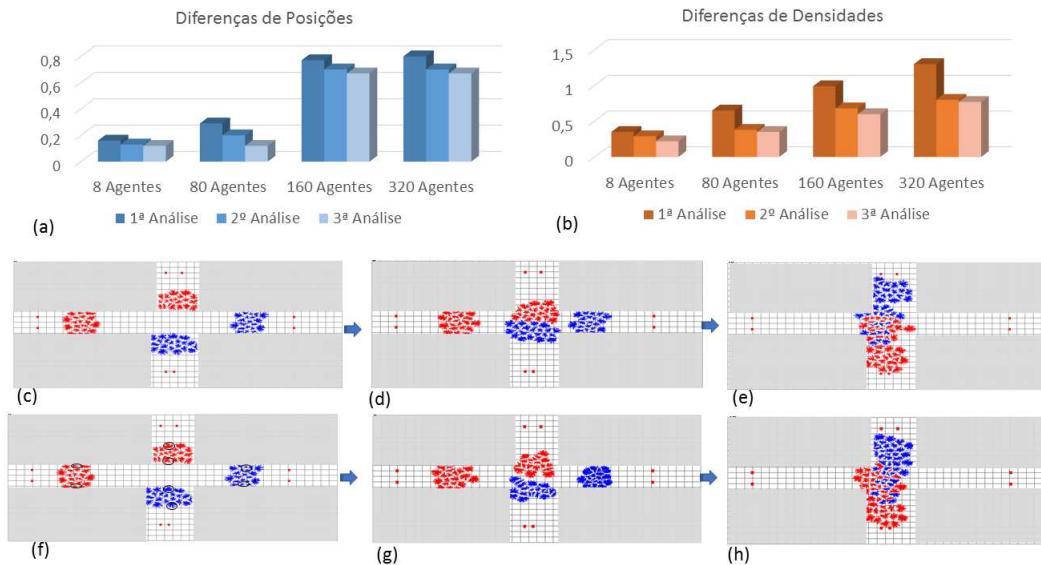 Diferenças de Posições
0,8
0,6
0,4
0,2
0
8 Agentes 80 Agentes 160 Agentes 320 Agentes
1ª Análise 2º Análise 3ª Análise
(a)
Diferenças de Densidades
1,5
1
0,5
0
8 Agentes 80 Agentes 160 Agentes 320 Agentes
1ª Análise 2º Análise 3ª Análise
(b)
(c)
(d)
(e)
(f)
(g)
(h)